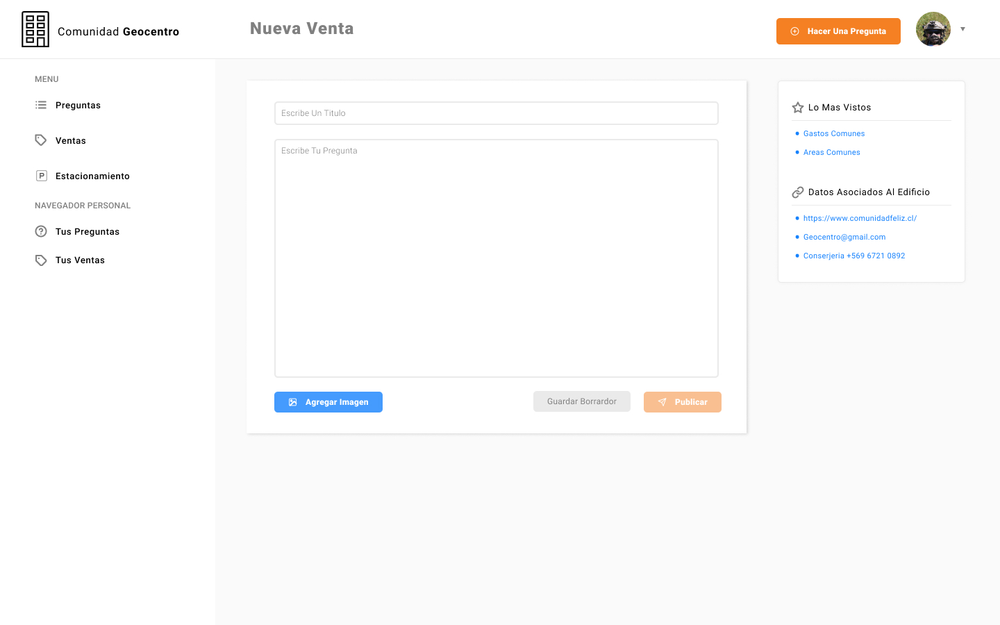 Comunidad Geocentro
Nueva Venta
Hacer Una Pregunta
MENU
Preguntas
Ventas
P
Estacionamiento
NAVEGADOR PERSONAL
Tus Preguntas
Tus Ventas
Escribe Un Titulo
Escribe Tu Pregunta
Agregar Imagen
Guardar Borrardor
Publicar
Lo Mas Vistos
Gastos Comunes
Areas Comunes
Datos Asociados Al Edificio
https://www.comunidadfeliz.cl/
Geocentro@gmail.com
Conserjeria +569 6721 0892